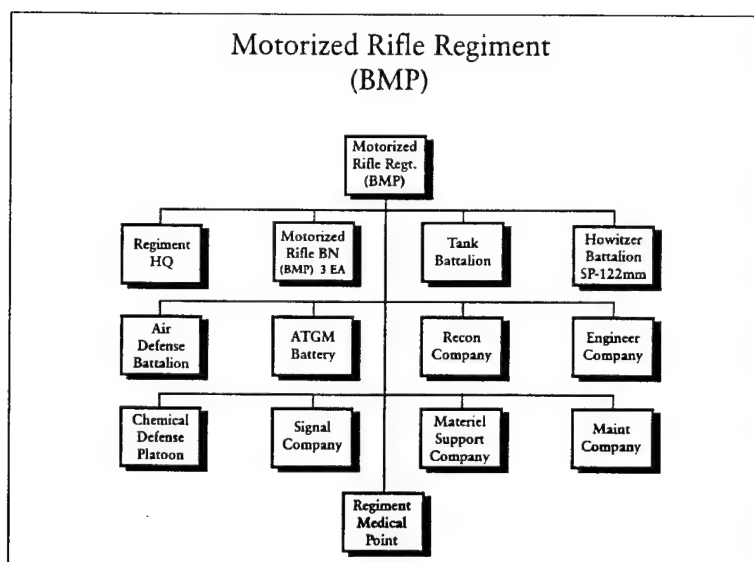 Motorized Rifle Regiment
(BMP)
Motorized
Rifle Regt.
(BMP)
Regiment
HQ
Motorized
Rifle BN
(BMP) 3 EA
Tank
Battalion
Howitzer
Battalion
SP-122mm
Air
Defense
Battalion
ATGM
Battery
Recon
Company
Engineer
Company
Chemical
Defense
Platoon
Signal
Company
Materiel
Support
Company
Maint
Company
Regiment
Medical
Point